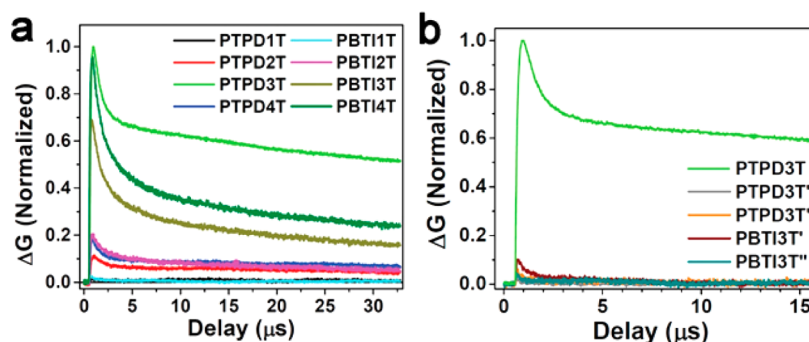 a
PTPD1T PBTI1T
PTPD2T PBTI2T
PTPD3T PBTI3T
PTPD4T PBTI4T
ΔG (Normalized)
1.0
0.8
0.6
0.4
0.2
0.0
0 5 10 15 20 25 30
Delay (μs)
b
PTPD3T
PTPD3T'
PTPD3T'
PBTI3T'
PBTI3T"
ΔG (Normalized)
1.0
0.8
0.6
0.4
0.2
0.0
0 5 10 15
Delay (μs)